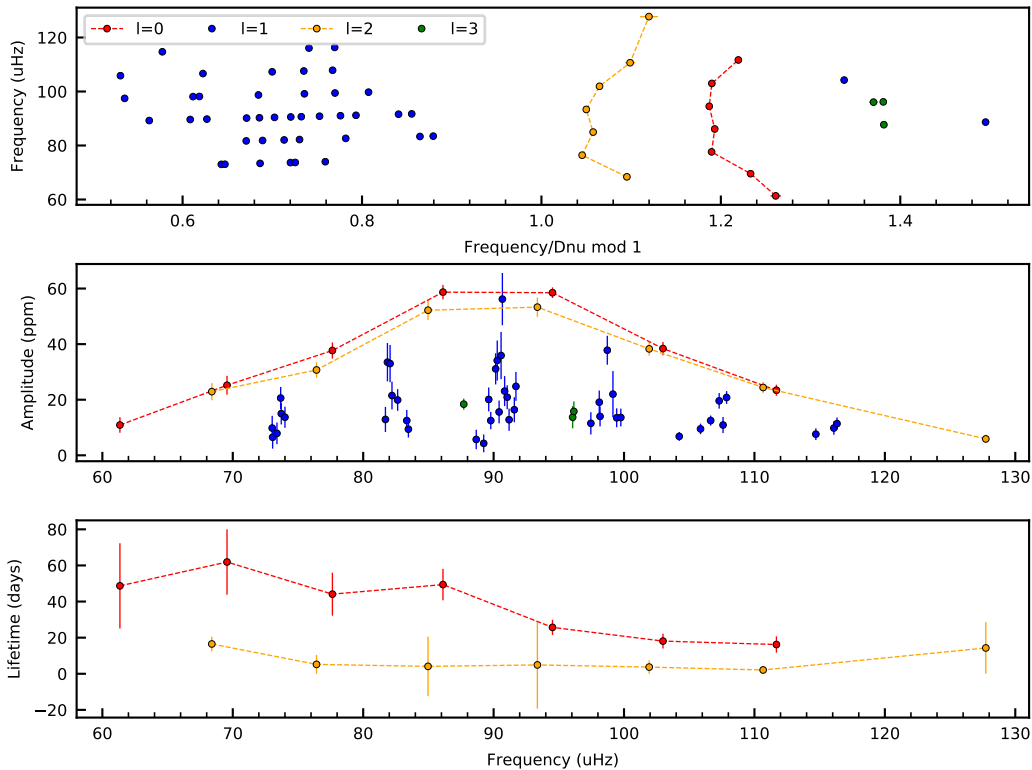 l=0 l=1 l=2 l=3
Frequency (uHz)
120
100
80
60
0.6 0.8 1.0 1.2 1.4
Frequency/Dnu mod 1
Amplitude (ppm)
60
40
20
0
60 70 80 90 100 110 120 130
Lifetime (days)
80
60
40
20
0
−20
60 70 80 90 100 110 120 130
Frequency (uHz)